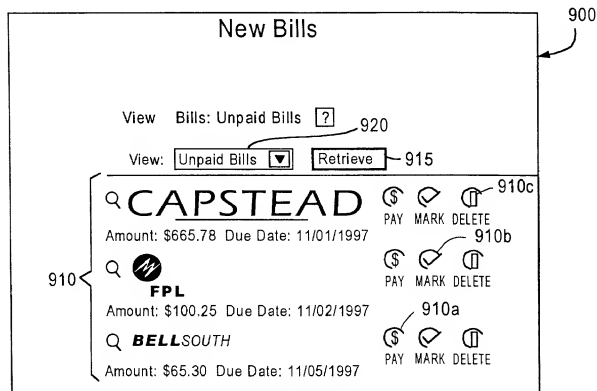 New Bills
900
View Bills: Unpaid Bills ?
920
View: Unpaid Bills Retrieve 915
CAPSTEAD
910c
PAY MARK DELETE
Amount: $665.78 Due Date: 11/01/1997
910b
910
FPL
$
PAY MARK DELETE
Amount: $100.25 Due Date: 11/02/1997
910a
BELLSOUTH
$
PAY MARK DELETE
Amount: $65.30 Due Date: 11/05/1997